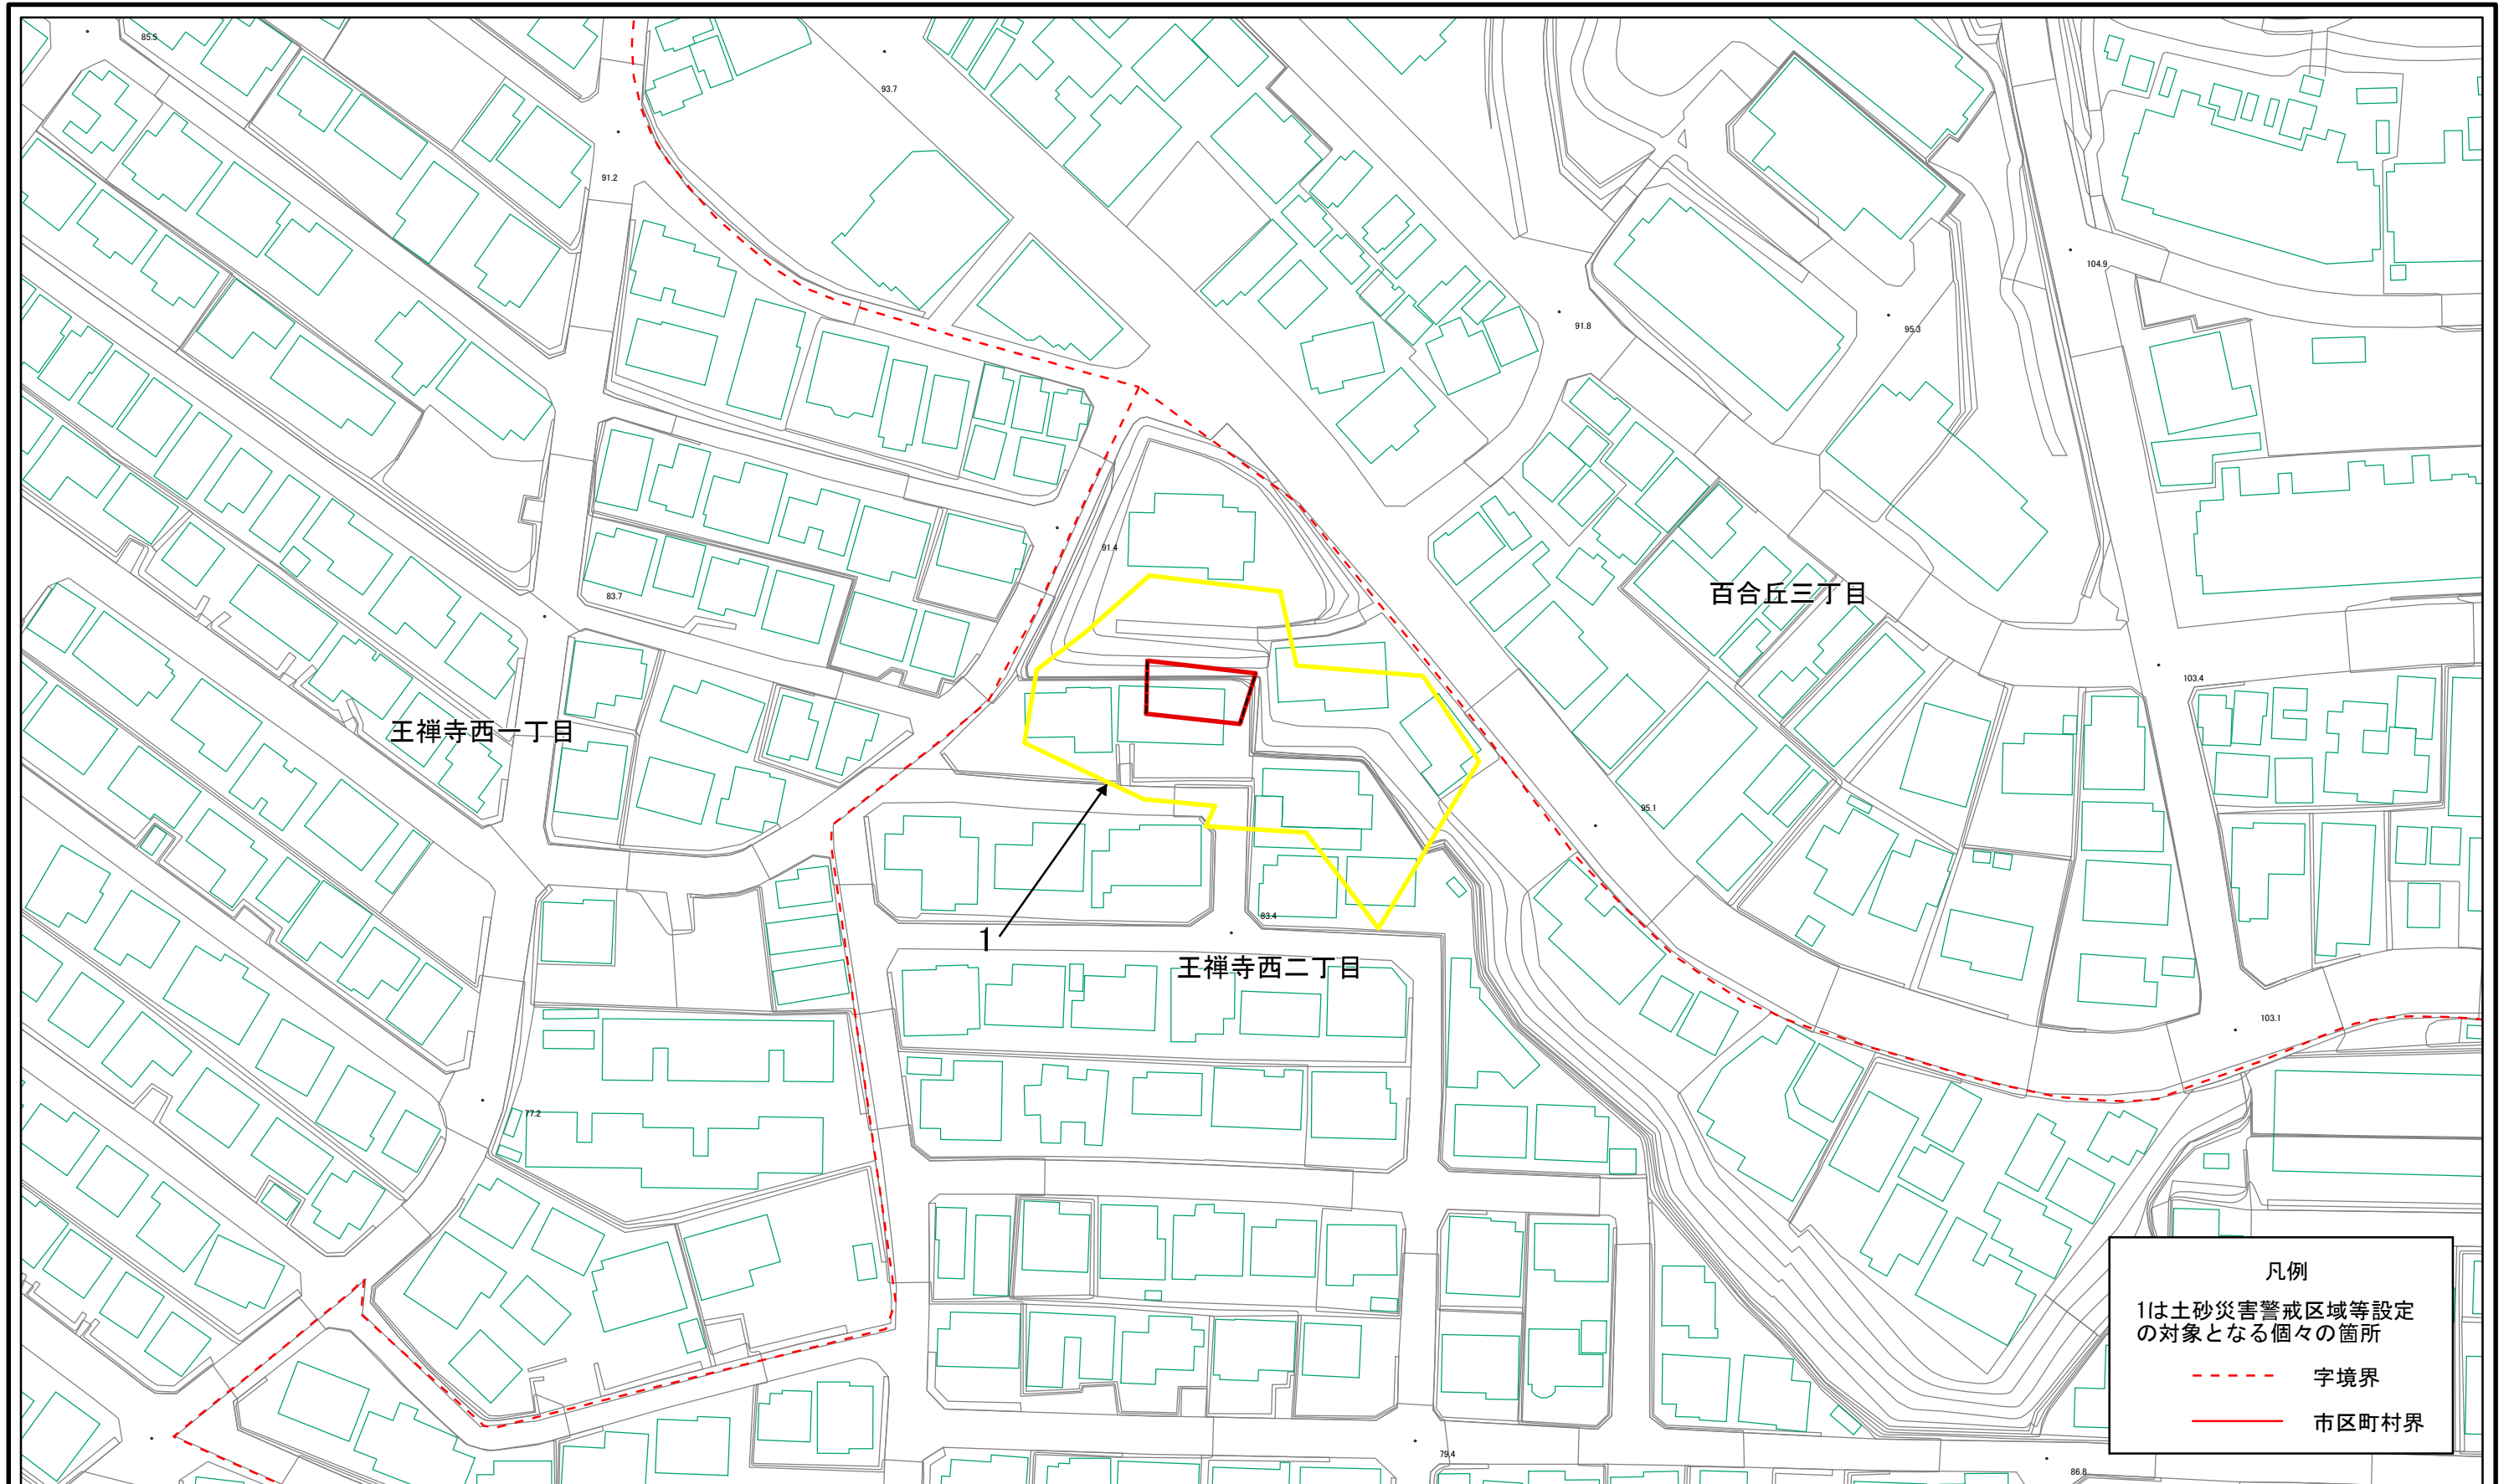 85.5
93.7
91.2
104.9
91.8
95.3
91.4
83.7
百合丘三丁目
103.4
王禅寺西一丁目
95.1
83.4
1
王禅寺西二丁目
103.1
77.2
凡例
1は土砂災害警戒区域等設定
の対象となる個々の箇所
字境界
市区町村界
79.4
86.8